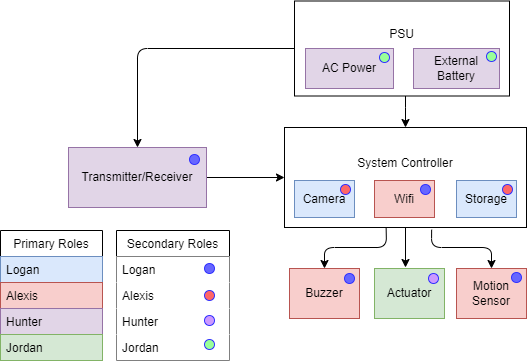 PSU
AC Power
External
Battery
Transmitter/Receiver
System Controller
Camera
Wifi
Storage
Primary Roles
Logan
Alexis
Hunter
Jordan
Secondary Roles
Logan
Alexis
Hunter
Jordan
Buzzer
Actuator
Motion
Sensor